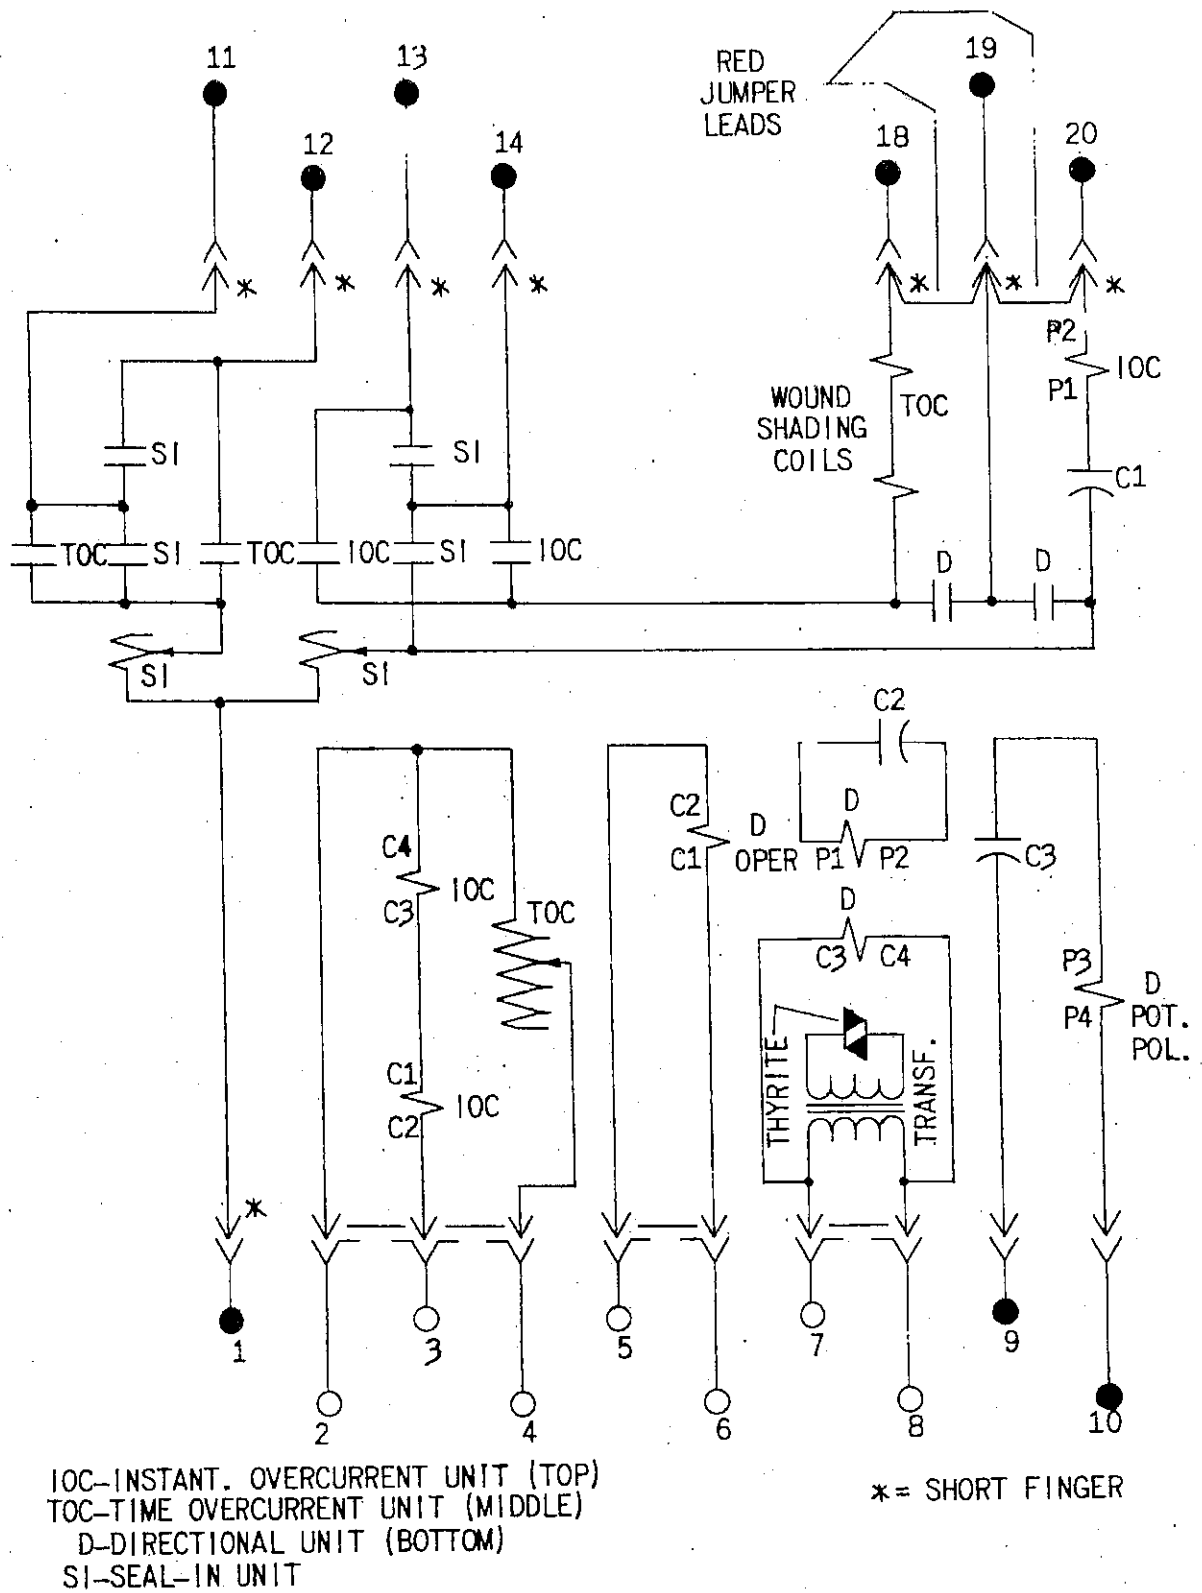 11
13
12
14
RED
JUMPER
LEADS
19
18
20
*
*
*
*
*
*
*
P2
IOC
P1
WOUND
SHADING
COILS
TOC
SI
SI
C1
TOC
SI
TOC
IOC
SI
IOC
D
D
SI
SI
C2
C4
IOC
C3
TOC
C2
C1
D
OPER
D
P1
P2
C3
D
C3
C4
P3
P4
D
POT.
POL.
THYRITE
TRANSF.
C1
C2
IOC
*
1
3
5
7
9
2
4
6
8
10
IOC-INSTANT. OVERCURRENT UNIT (TOP)
TOC-TIME OVERCURRENT UNIT (MIDDLE)
D-DIRECTIONAL UNIT (BOTTOM)
SI-SEAL-IN UNIT
*= SHORT FINGER